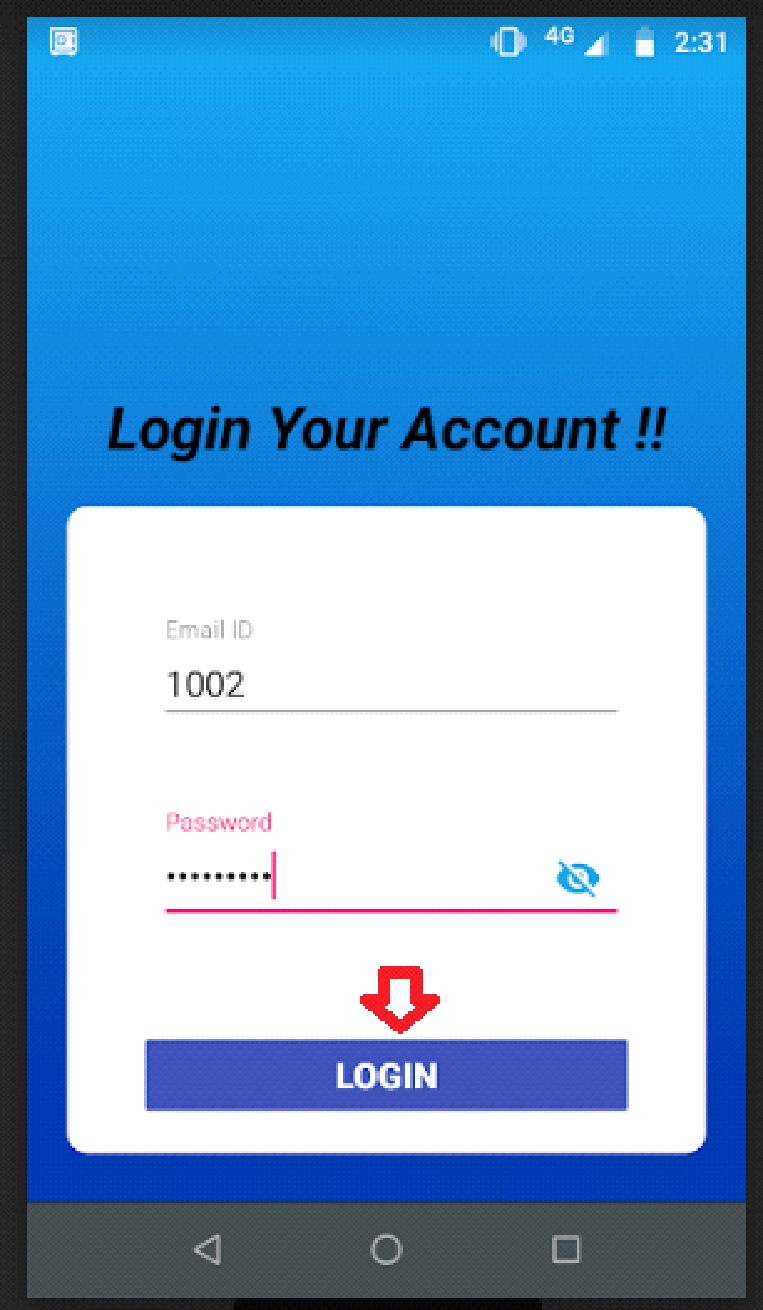 4G 2:31
Login Your Account !!
Email ID
1002
Password
•••••••••
LOGIN